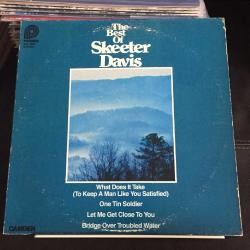 The
Best
Of
Skeeter
Davis
What Does It Take
(To Keep A Man Like You Satisfied)
One Tin Soldier
Let Me Get Close To You
Bridge Over Troubled Water
CAMDEN